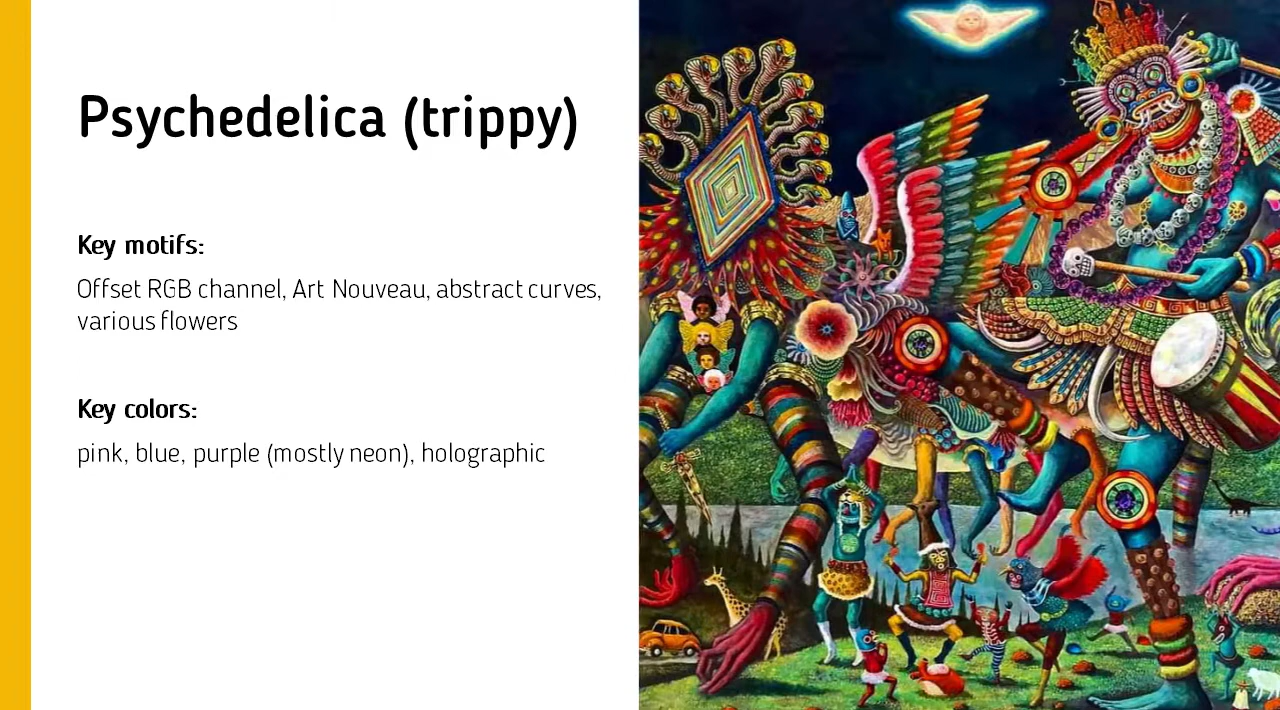 Psychedelica (trippy)
Key motifs:
Offset RGB channel, Art Nouveau, abstract curves,
various flowers
Key colors:
pink, blue, purple (mostly neon), holographic